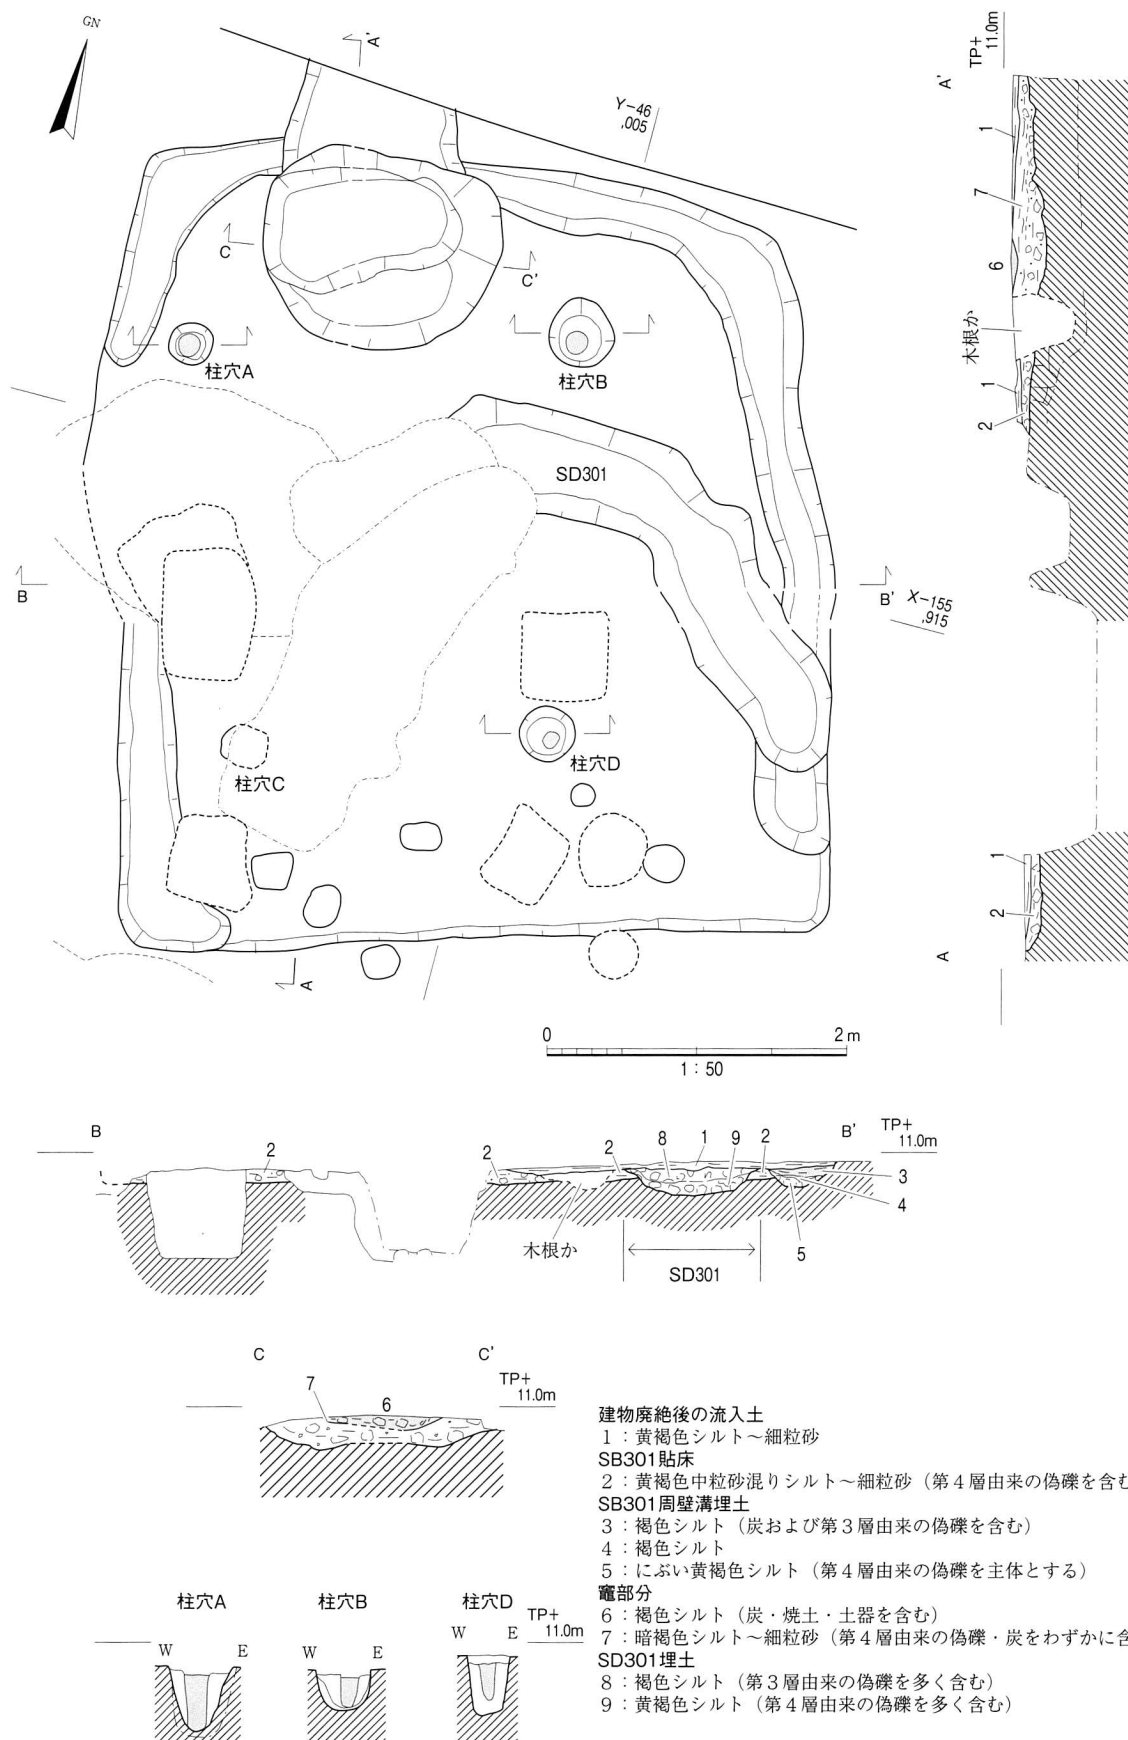 GN
A'
Y-46
,005
C
C'
柱穴A
柱穴B
SD301
B
B'
X-155
,915
柱穴C
柱穴D
A
TP+
11.0m
A'
1
7
6
木根か
1
2
1
2
A
0
2m
1:50
B
B'
TP+
11.0m
2
2
2
8
1
9
2
3
4
5
木根か
SD301
C
C'
TP+
11.0m
7
6
柱穴A
柱穴B
柱穴D
W
E
W
E
W
E
TP+
11.0m
建物廃絶後の流入土
1:黄褐色シルト~細粒砂
SB301貼床
2:黄褐色中粒砂混りシルト~細粒砂(第4層由来の偽礫を含む
SB301周壁溝埋土
3:褐色シルト(炭および第3層由来の偽礫を含む)
4:褐色シルト
5:にぶい黄褐色シルト(第4層由来の偽礫を主体とする)
竈部分
6:褐色シルト(炭・焼土・土器を含む)
7:暗褐色シルト~細粒砂(第4層由来の偽礫・炭をわずかに含
SD301埋土
8:褐色シルト(第3層由来の偽礫を多く含む)
9:黄褐色シルト(第4層由来の偽礫を多く含む)